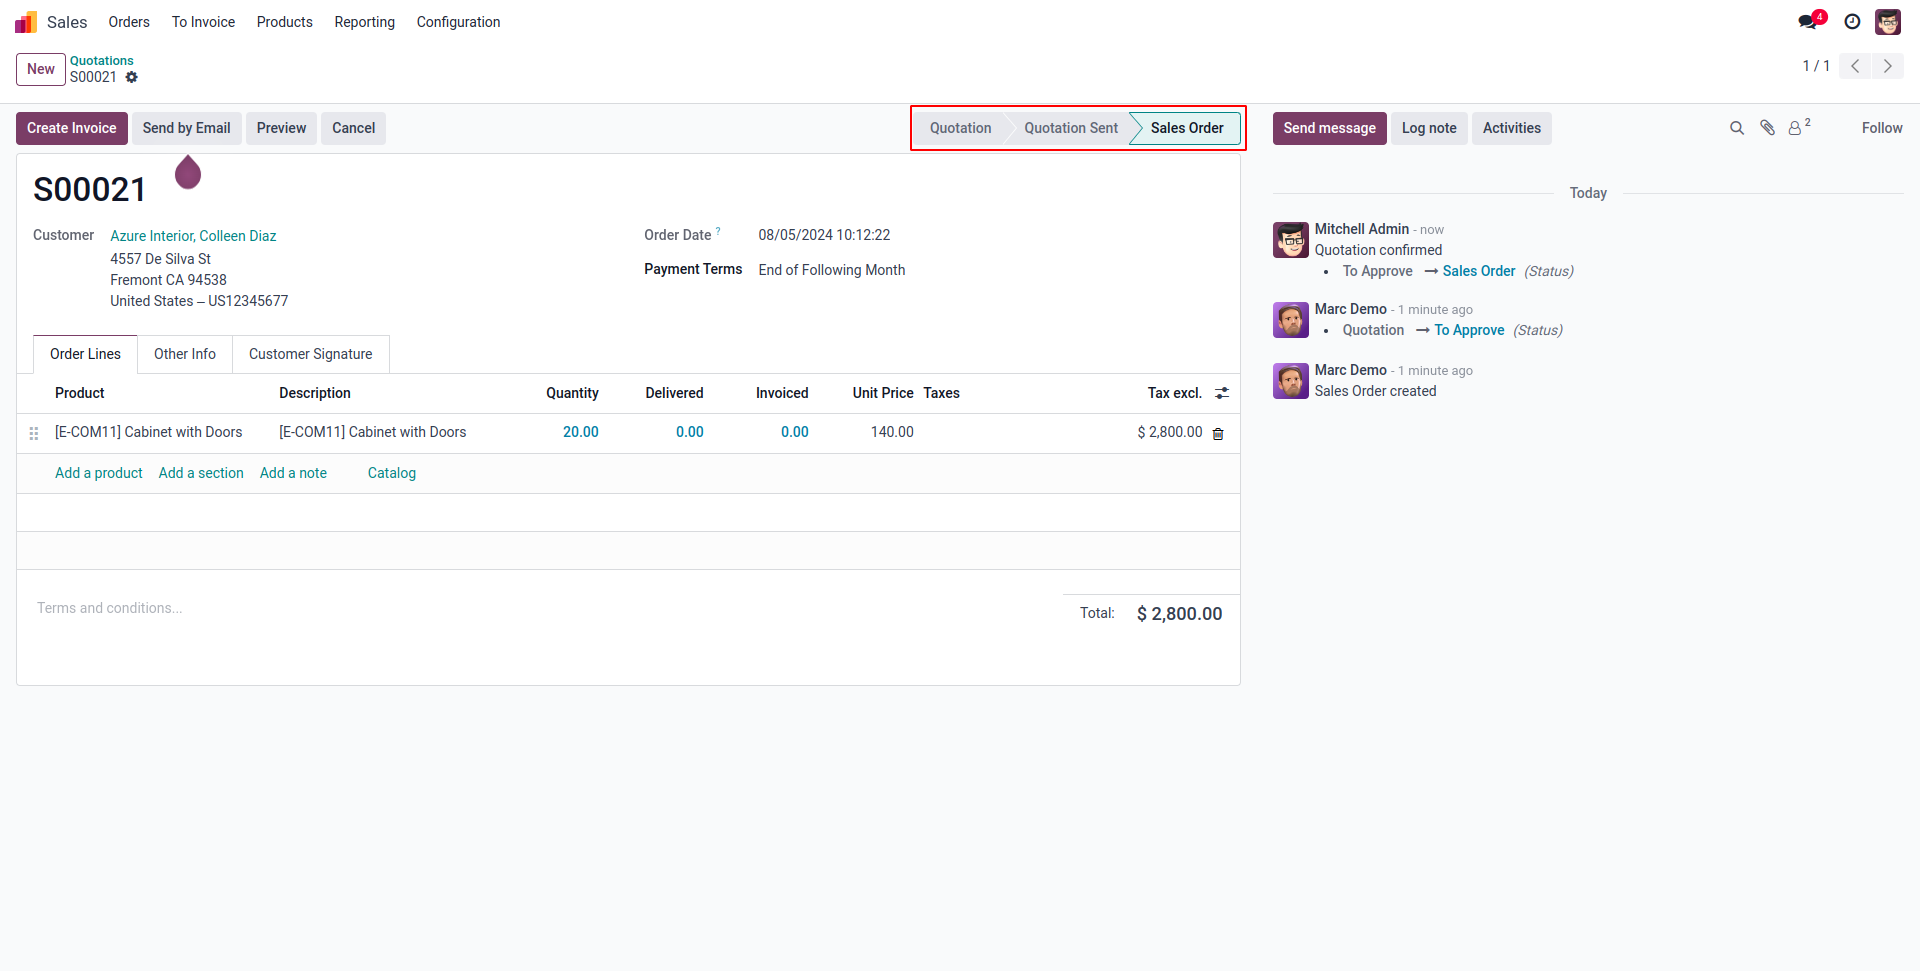 Sales Orders To Invoice Products Reporting Configuration 4
New Quotations
S00021
1 / 1
Create Invoice Send by Email Preview Cancel Quotation Quotation Sent Sales Order Send message Log note Activities 2 Follow
S00021
Customer Azure Interior, Colleen Diaz
4557 De Silva St
Fremont CA 94538
United States – US12345677
Order Date ? 08/05/2024 10:12:22
Payment Terms End of Following Month
Order Lines Other Info Customer Signature
Product Description Quantity Delivered Invoiced Unit Price Taxes Tax excl.
[E-COM11] Cabinet with Doors [E-COM11] Cabinet with Doors 20.00 0.00 0.00 140.00 $ 2,800.00
Add a product Add a section Add a note Catalog
Terms and conditions...
Total: $ 2,800.00
Today
Mitchell Admin - now
Quotation confirmed
• To Approve → Sales Order (Status)
Marc Demo - 1 minute ago
• Quotation → To Approve (Status)
Marc Demo - 1 minute ago
Sales Order created